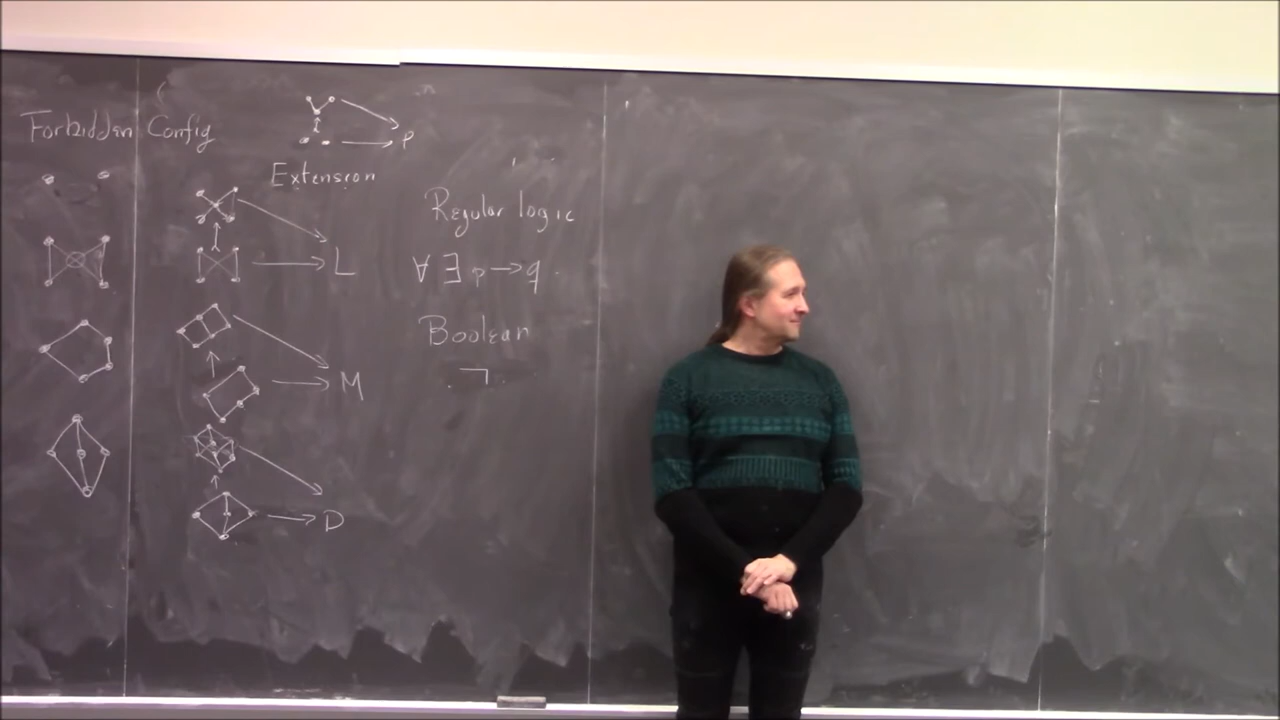 Forbidden Config
P
Extension
L
M
D
Regular logic
∀ ∃ p → q
Boolean
¬